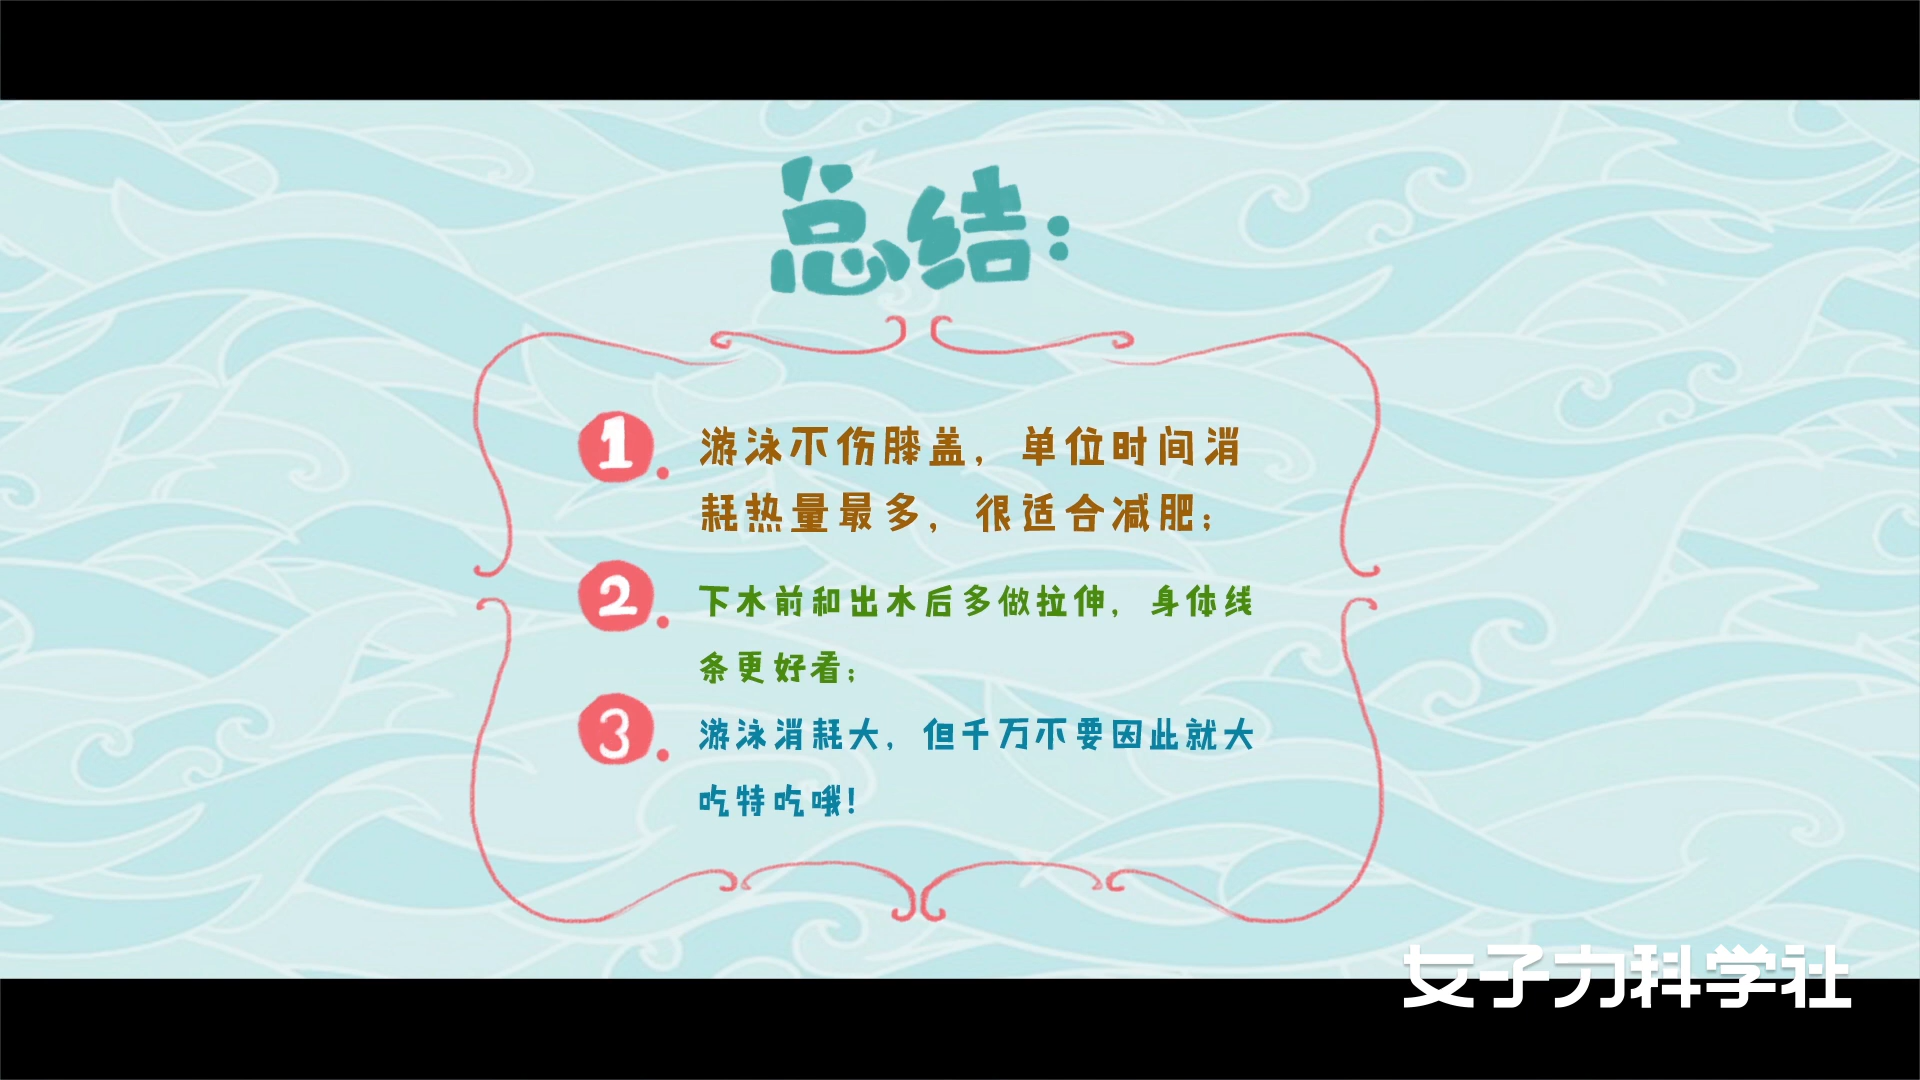 总结:
1. 游泳不伤膝盖，单位时间消
耗热量最多，很适合减肥；
2. 下水前和出水后多做拉伸，身体线
条更好看；
3. 游泳消耗大，但千万不要因此就大
吃特吃哦！
女子力科学社